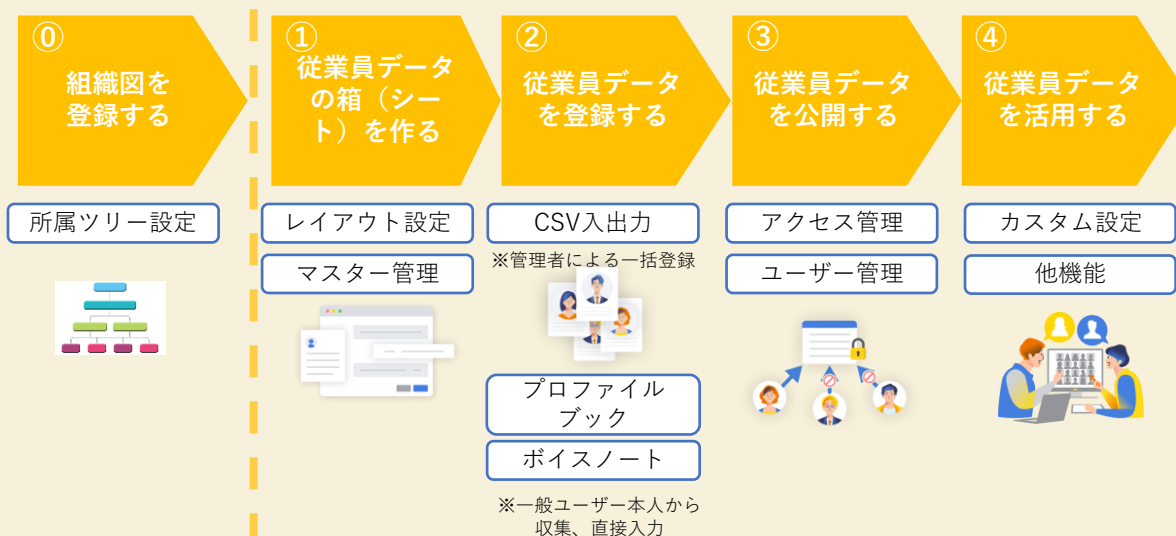 ⓪
組織図を
登録する
所属ツリー設定
①
従業員データ
の箱（シー
ト）を作る
レイアウト設定
マスター管理
②
従業員データ
を登録する
CSV入出力
※管理者による一括登録
プロファイル
ブック
ボイスノート
※一般ユーザー本人から
収集、直接入力
③
従業員データ
を公開する
アクセス管理
ユーザー管理
④
従業員データ
を活用する
カスタム設定
他機能